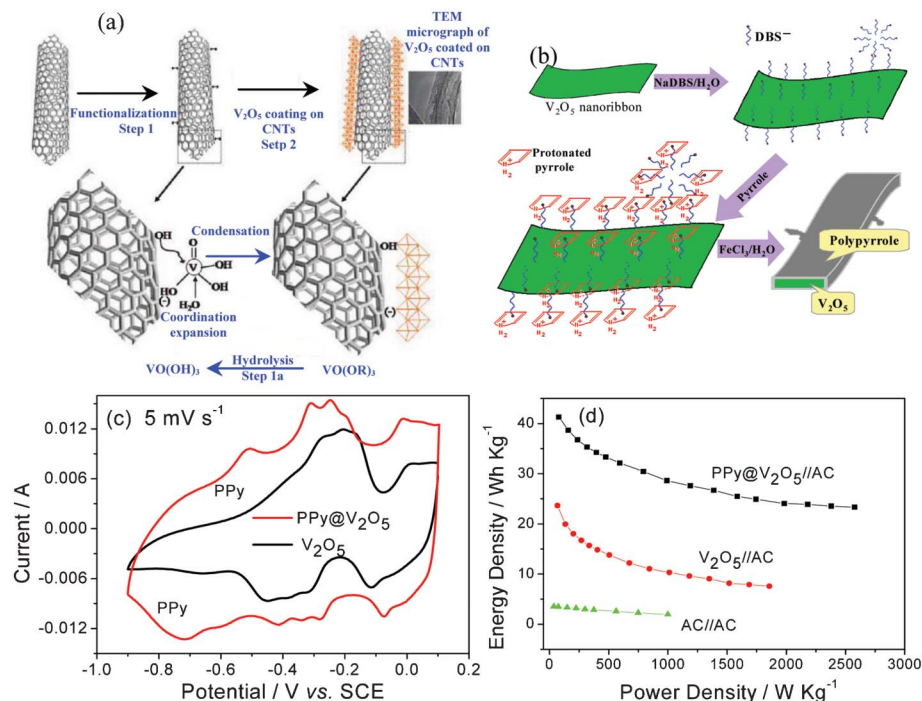 (a)
TEM
micrograph of
V₂O₅ coated on
CNTs
Functionalizationn
Step 1
V₂O₅ coating on
CNTs
Setp 2
OH
Condensation
O
V
OH
OH
HO
(-)
H₂O
Coordination
expansion
OH
(-)
VO(OH)₃
Hydrolysis
Step 1a
VO(OR)₃
(b)
DBS⁻
V₂O₅ nanoribbon
NaDBS/H₂O
Protonated
pyrrole
Pyrrole
FeCl₃/H₂O
Polypyrrole
V₂O₅
(c) 5 mV s⁻¹
Current / A
0.012
0.006
0.000
-0.006
-0.012
PPy
PPy@V₂O₅
V₂O₅
PPy
-1.0 -0.8 -0.6 -0.4 -0.2 0.0
Potential / V vs. SCE
(d)
Energy Density / Wh Kg⁻¹
40
30
20
10
0
PPy@V₂O₅//AC
V₂O₅//AC
AC//AC
0 500 1000 1500 2000 2500 3000
Power Density / W Kg⁻¹